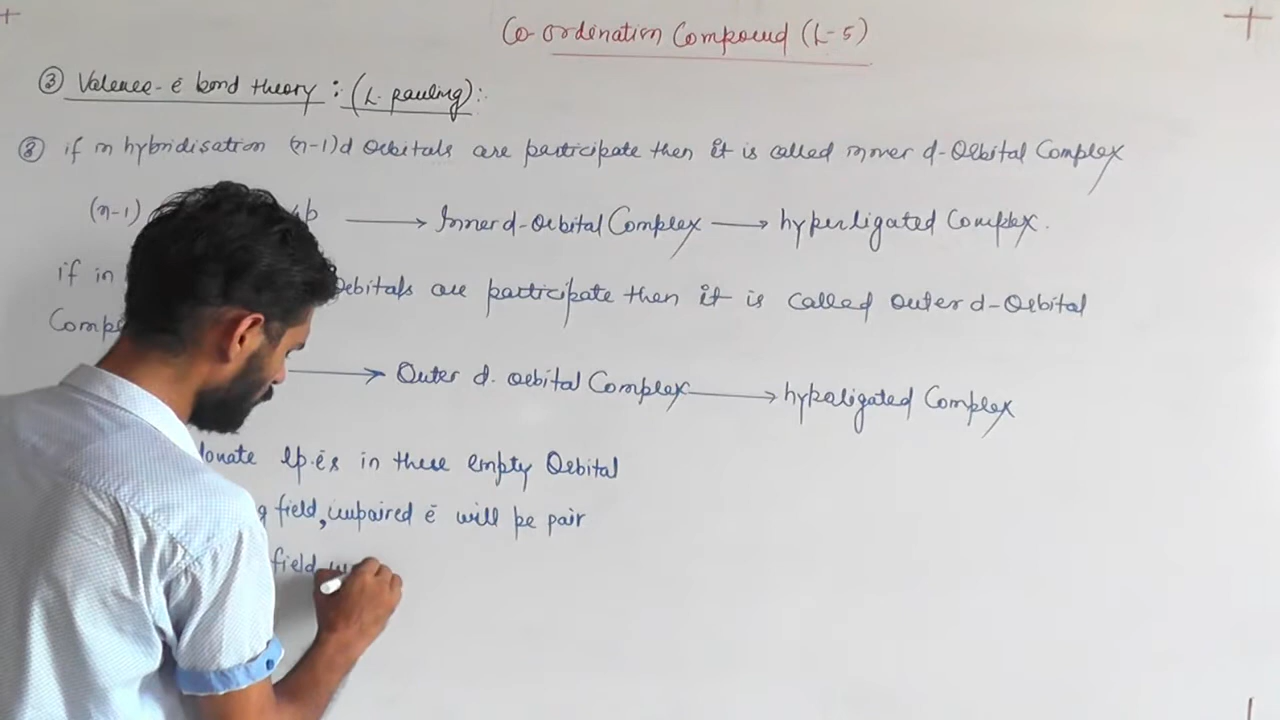 Co-ordination Compound (L-5)
③ Valence-ē bond theory : (L. pauling):
⑧ if in hybridisation (n-1)d Orbitals are participate then it is called inner d-Orbital Complex
(n-1) ⟶ Inner d-Orbital Complex ⟶ hyperligated Complex.
if in Orbitals are participate then it is called outer d-Orbital
⟶ Outer d. orbital Complex ⟶ hypoligated Complex
donate lp.ēs in these empty Orbital
field, unpaired ē will be pair
field